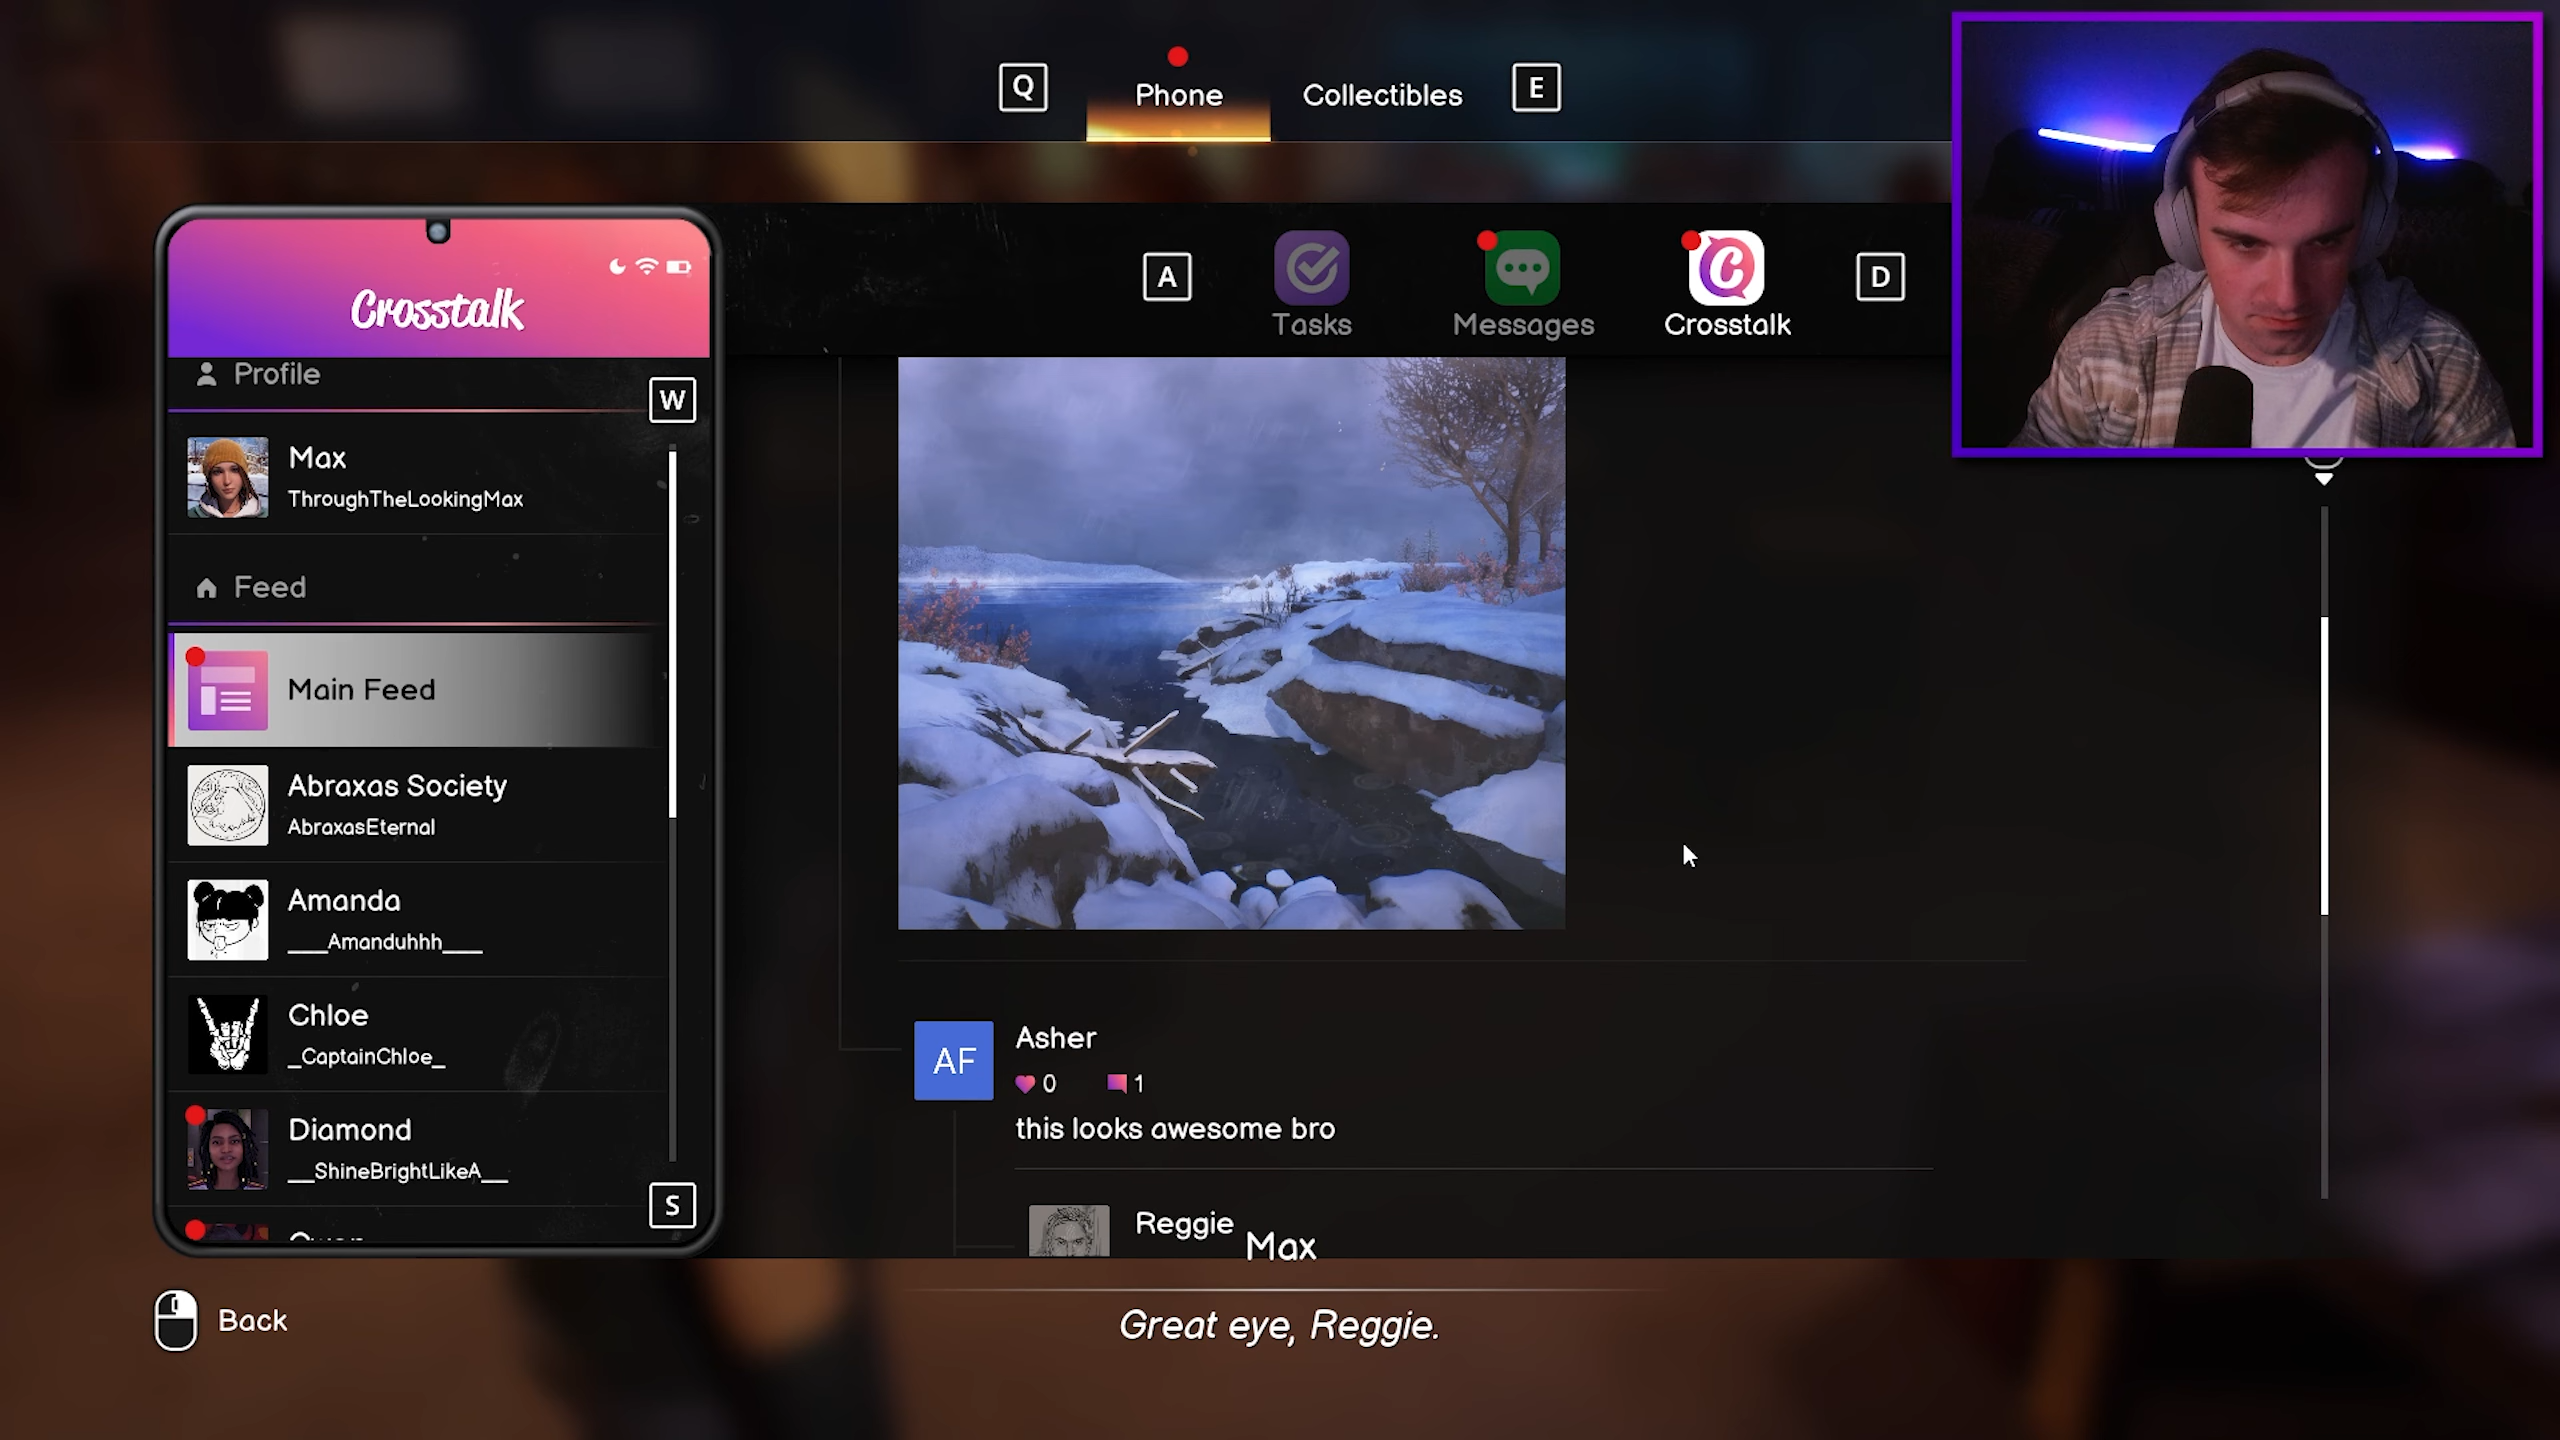 Q
Phone
Collectibles
E
Crosstalk
A
Tasks
Messages
Crosstalk
D
Profile
W
Max
ThroughTheLookingMax
Feed
Main Feed
Abraxas Society
AbraxasEternal
Amanda
___Amanduhhh___
Chloe
_CaptainChloe_
Diamond
__ShineBrightLikeA__
S
AF
Asher
0
1
this looks awesome bro
Reggie
Max
Great eye, Reggie.
Back